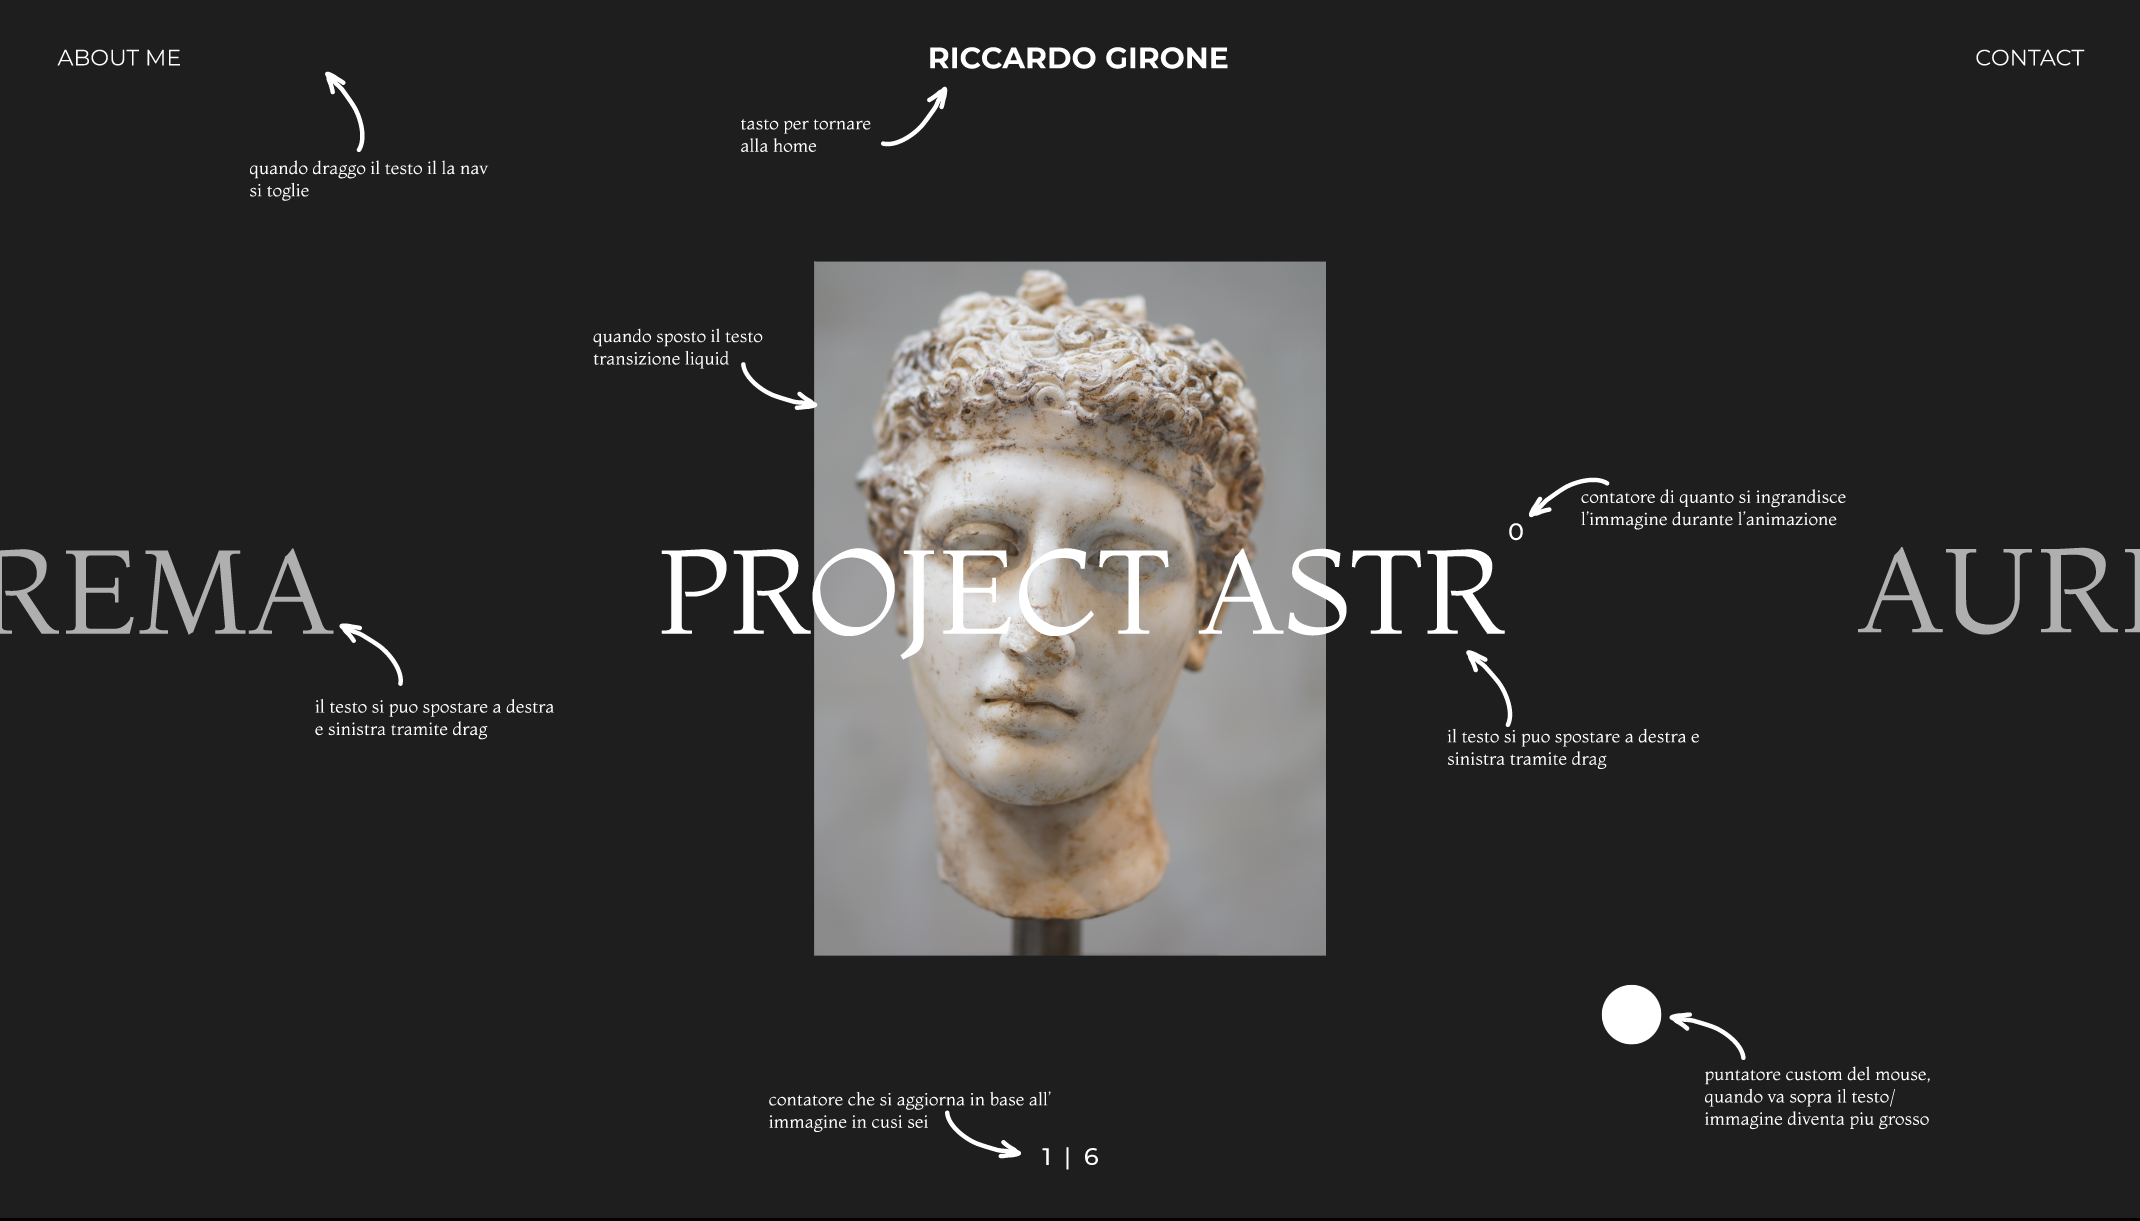 ABOUT ME
RICCARDO GIRONE
CONTACT
tasto per tornare
alla home
quando draggo il testo il la nav
si toglie
quando sposto il testo
transizione liquid
contatore di quanto si ingrandisce
l'immagine durante l'animazione
0
REMA
PROJECT ASTR
AURE
il testo si puo spostare a destra
e sinistra tramite drag
il testo si puo spostare a destra e
sinistra tramite drag
puntatore custom del mouse,
quando va sopra il testo/
immagine diventa piu grosso
contatore che si aggiorna in base all'
immagine in cusi sei
1 | 6